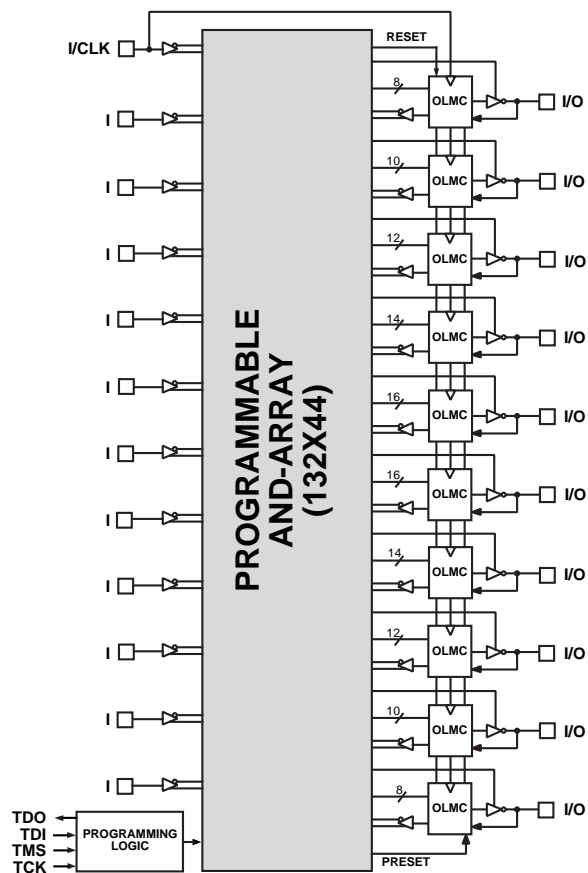 RESET
I/CLK
8
OLMC
I/O
I
10
OLMC
I/O
I
12
OLMC
I/O
I
14
OLMC
I/O
I
16
OLMC
I/O
I
16
OLMC
I/O
I
14
OLMC
I/O
I
12
OLMC
I/O
I
10
OLMC
I/O
I
8
OLMC
I/O
I
I
PROGRAMMABLE
AND-ARRAY
(132X44)
TDO
TDI
TMS
TCK
PROGRAMMING
LOGIC
PRESET